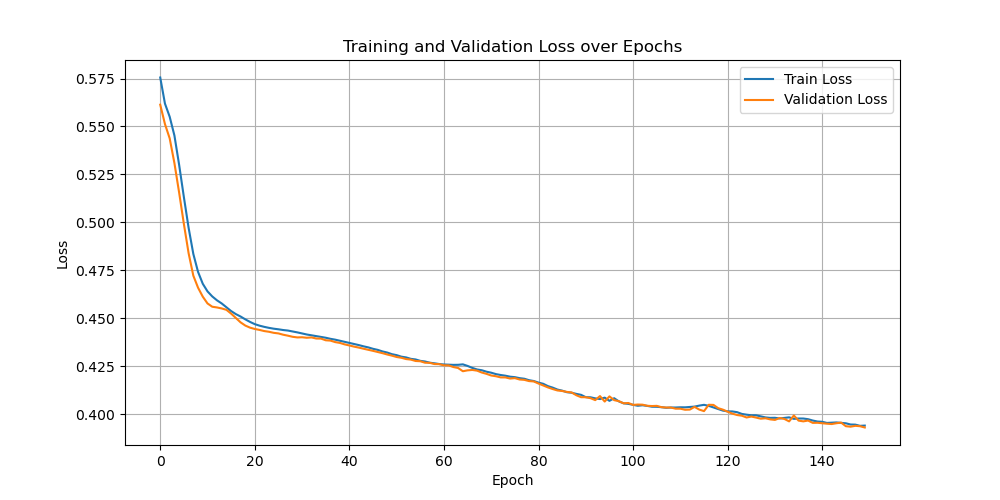 Training and Validation Loss over Epochs
Train Loss
Validation Loss
Loss
0.575
0.550
0.525
0.500
0.475
0.450
0.425
0.400
0 20 40 60 80 100 120 140
Epoch